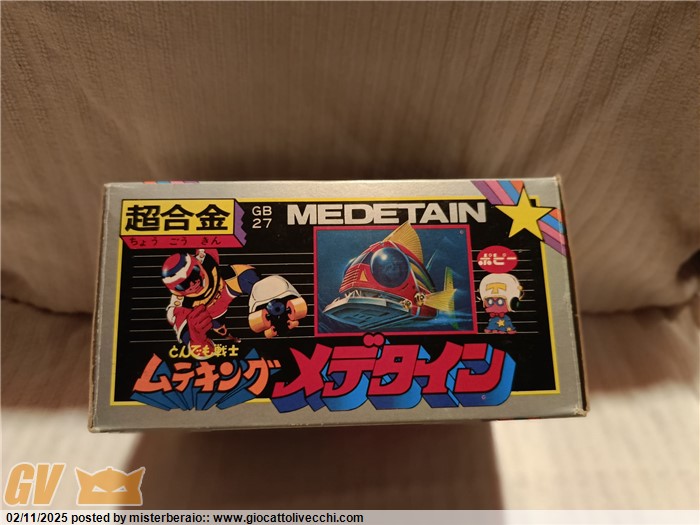 超合金
ちょう ごう きん
GB
27
MEDETAIN
ポピー
T
とんでも戦士
ムテキング
メデタイン
GV
02/11/2025 posted by misterberaio:: www.giocattolivecchi.com